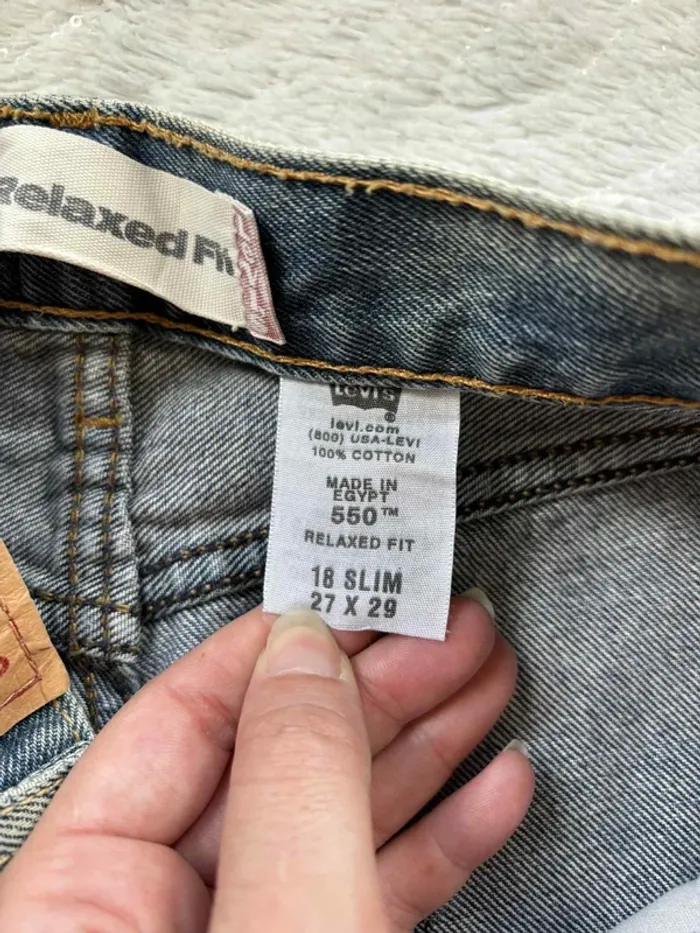 Relaxed Fit
LEVI'S
®
levi.com
(800) USA-LEVI
100% COTTON
MADE IN
EGYPT
550™
RELAXED FIT
18 SLIM
27 X 29